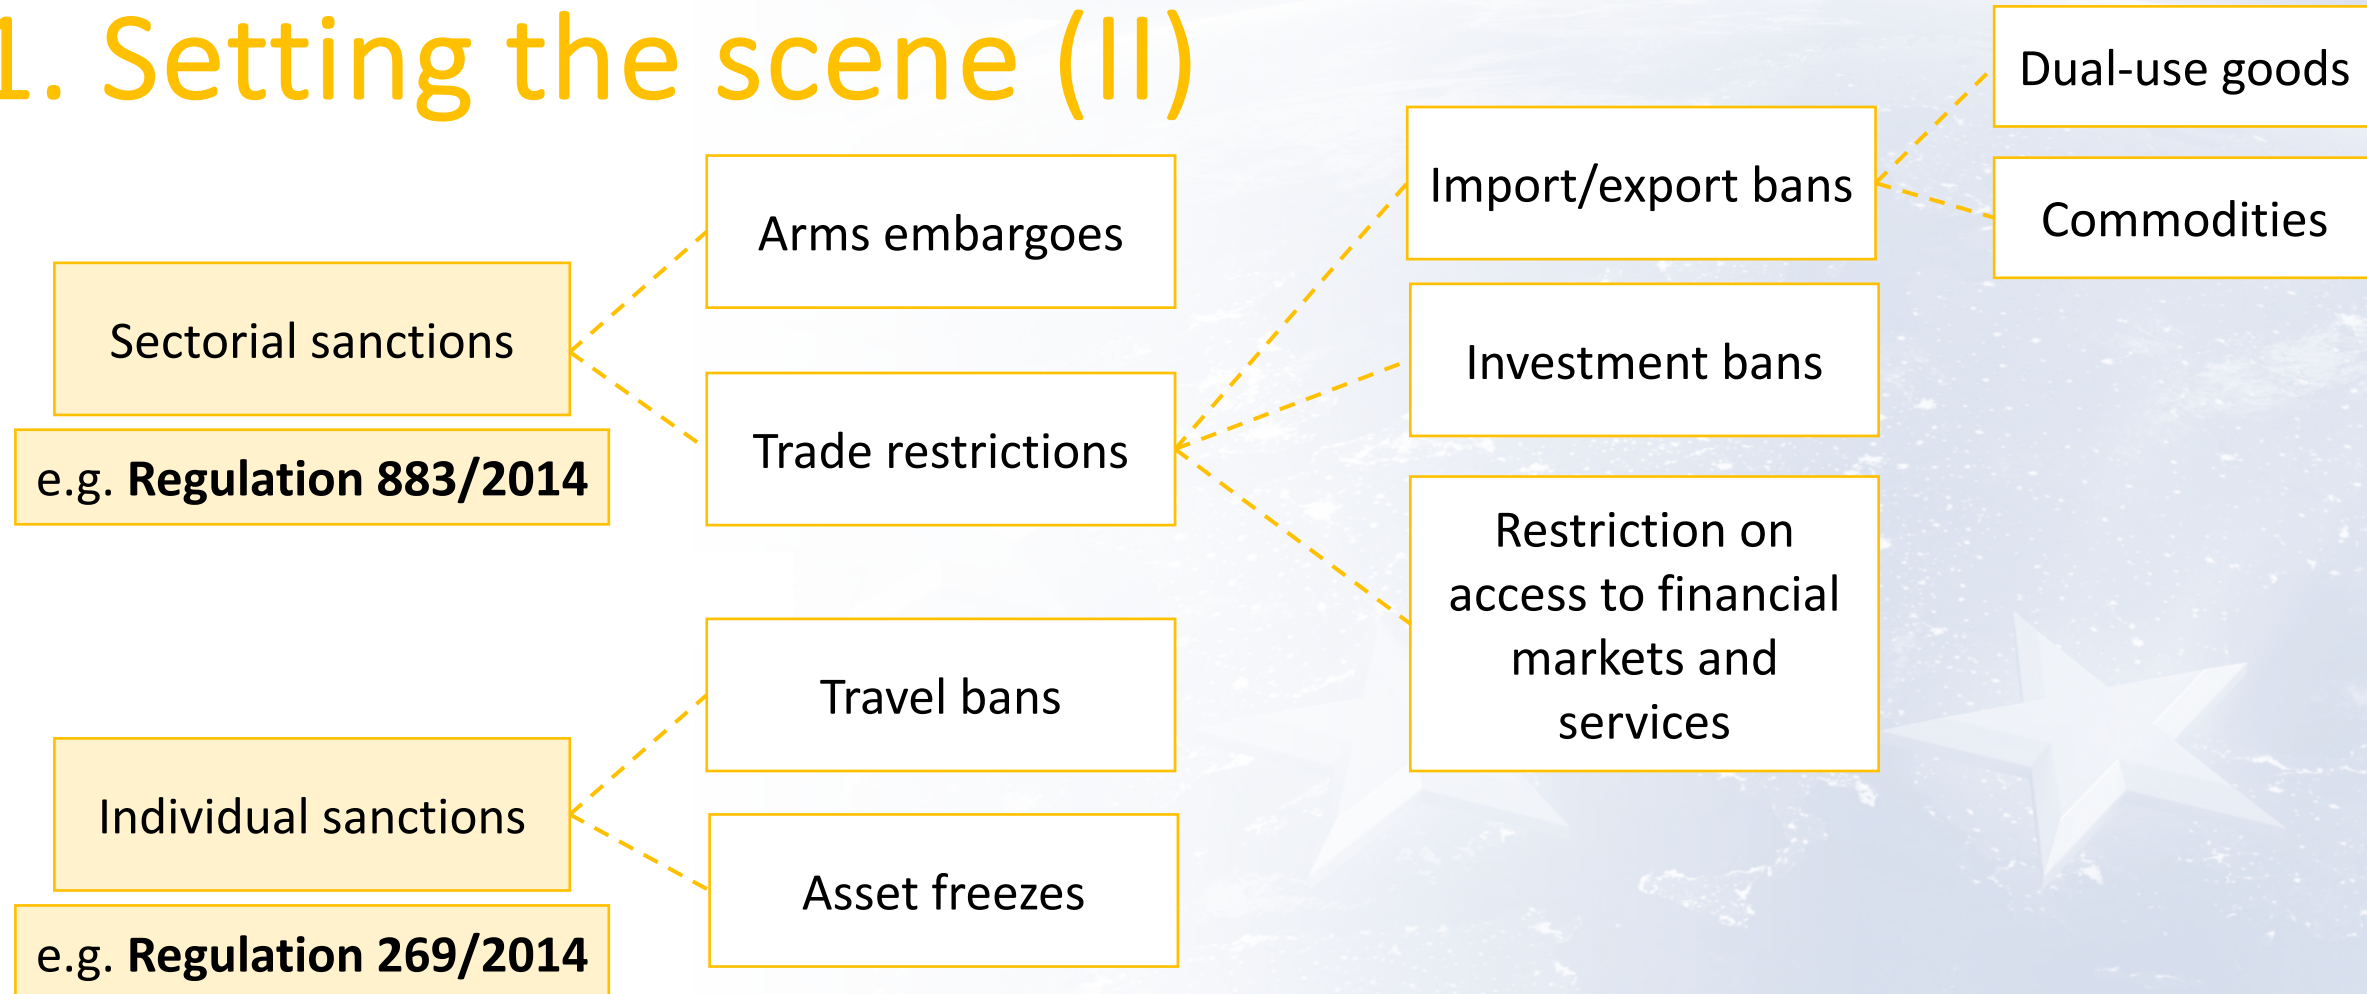 1. Setting the scene (II)
Sectorial sanctions
e.g. Regulation 883/2014
Arms embargoes
Trade restrictions
Import/export bans
Dual-use goods
Commodities
Investment bans
Restriction on
access to financial
markets and
services
Individual sanctions
e.g. Regulation 269/2014
Travel bans
Asset freezes